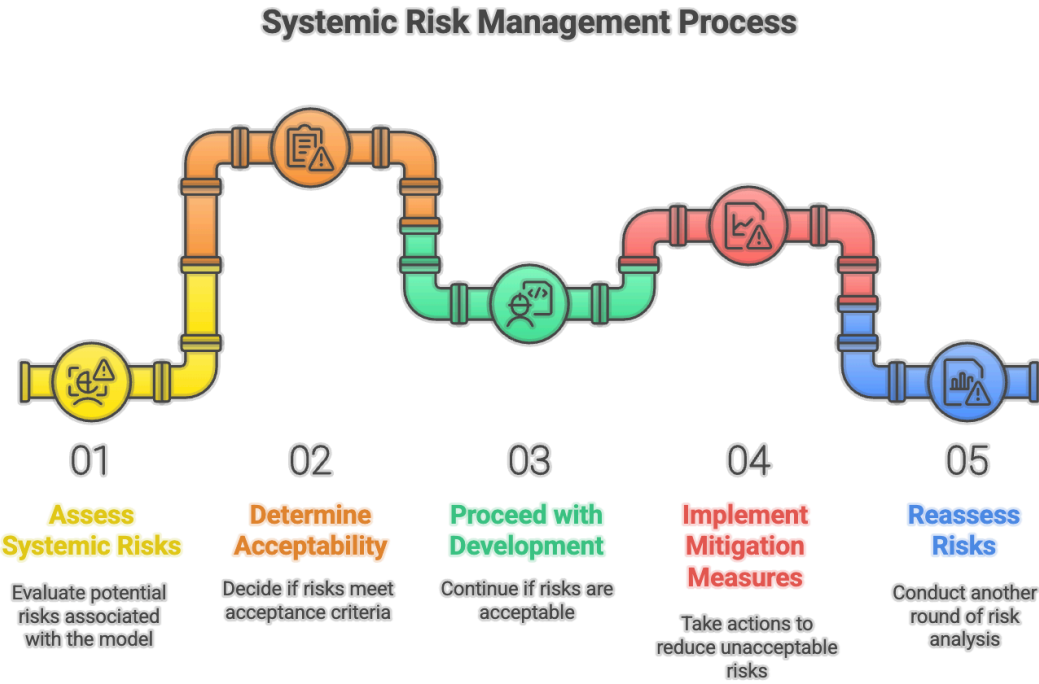 Systemic Risk Management Process
01
Assess
Systemic Risks
Evaluate potential
risks associated
with the model
02
Determine
Acceptability
Decide if risks meet
acceptance criteria
03
Proceed with
Development
Continue if risks are
acceptable
04
Implement
Mitigation
Measures
Take actions to
reduce unacceptable
risks
05
Reassess
Risks
Conduct another
round of risk
analysis